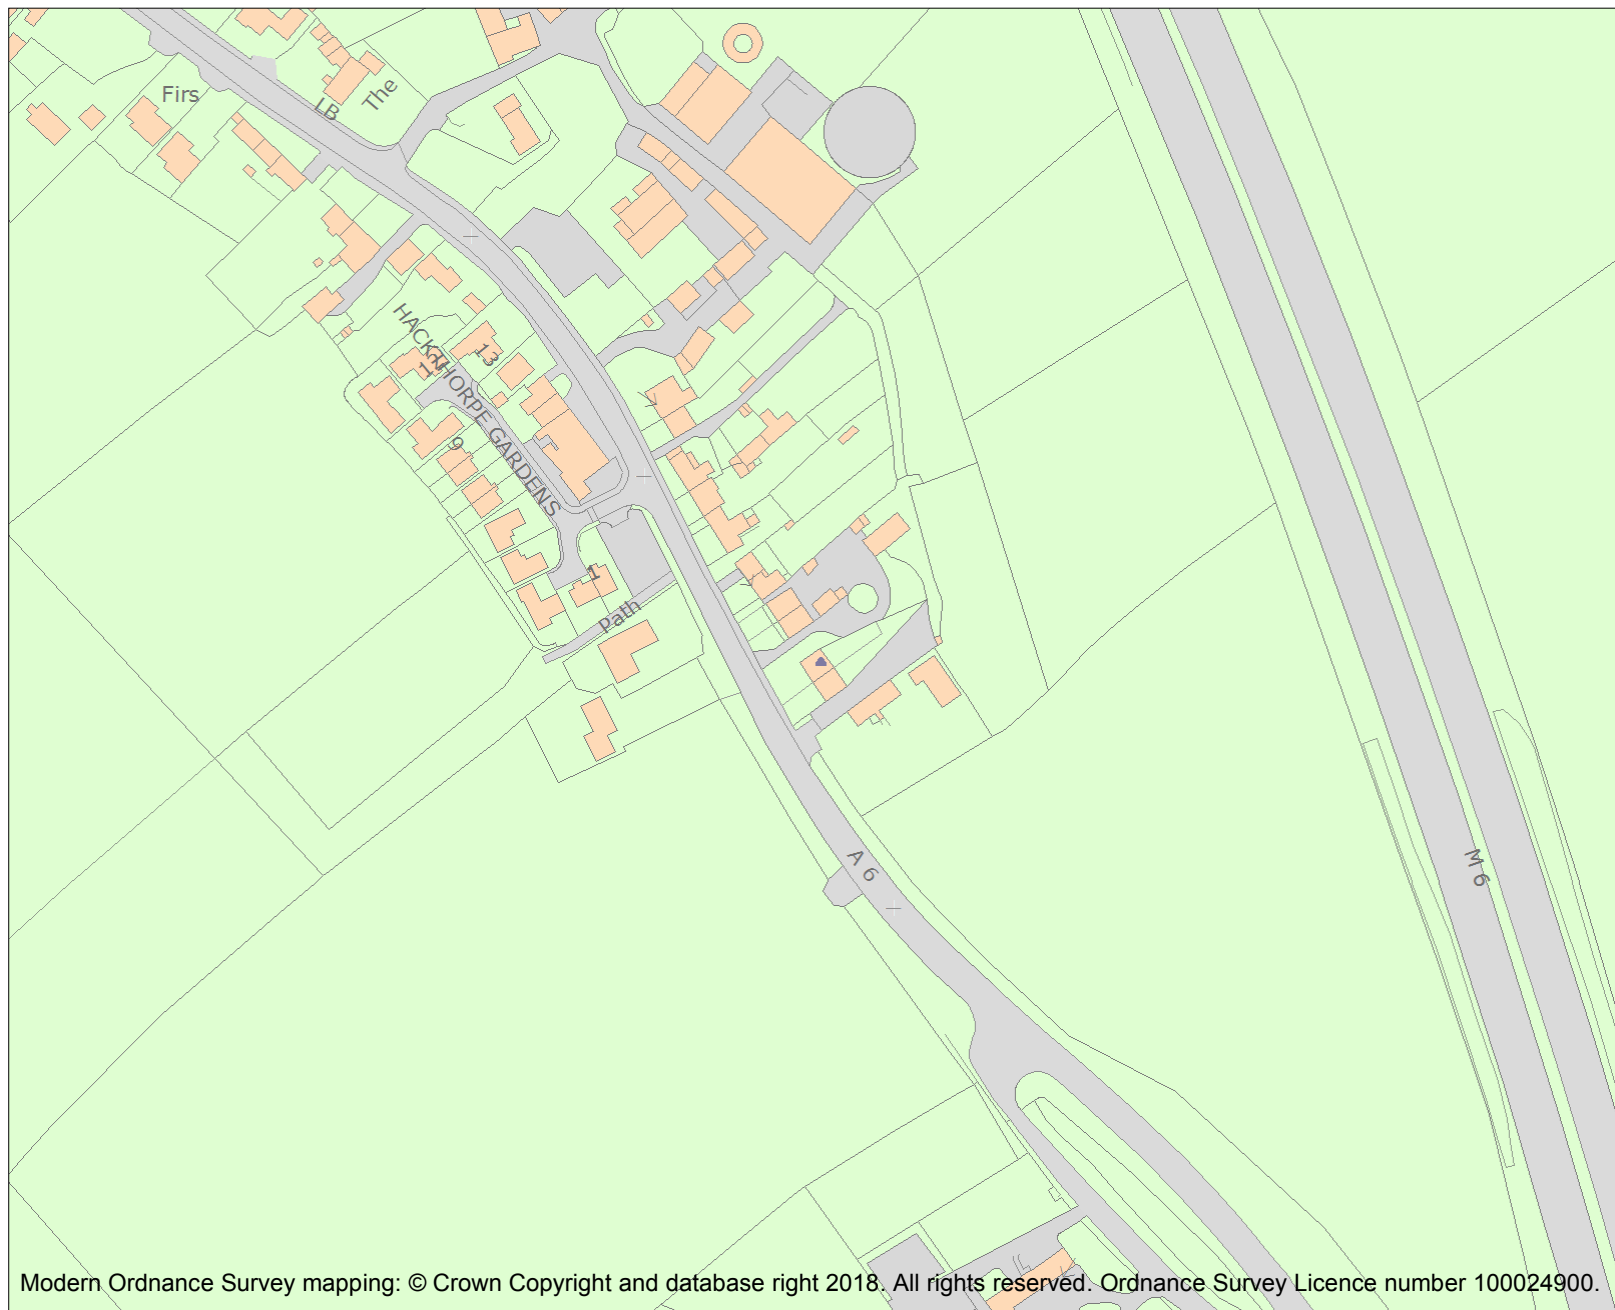 Firs
LB
The
HACKTHORPE GARDENS
13
9
1
Path
A 6
M 6
Modern Ordnance Survey mapping: © Crown Copyright and database right 2018. All rights reserved. Ordnance Survey Licence number 100024900.